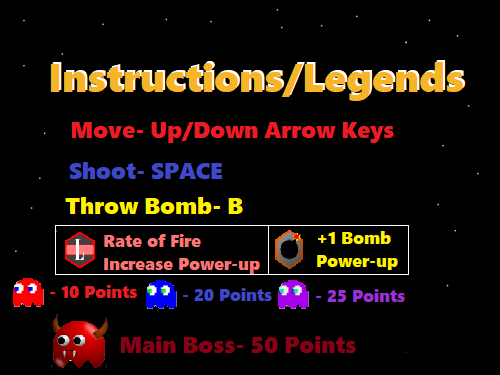 Instructions/Legends
Move- Up/Down Arrow Keys
Shoot- SPACE
Throw Bomb- B
L Rate of Fire Increase Power-up
+1 Bomb Power-up
- 10 Points - 20 Points - 25 Points
Main Boss- 50 Points